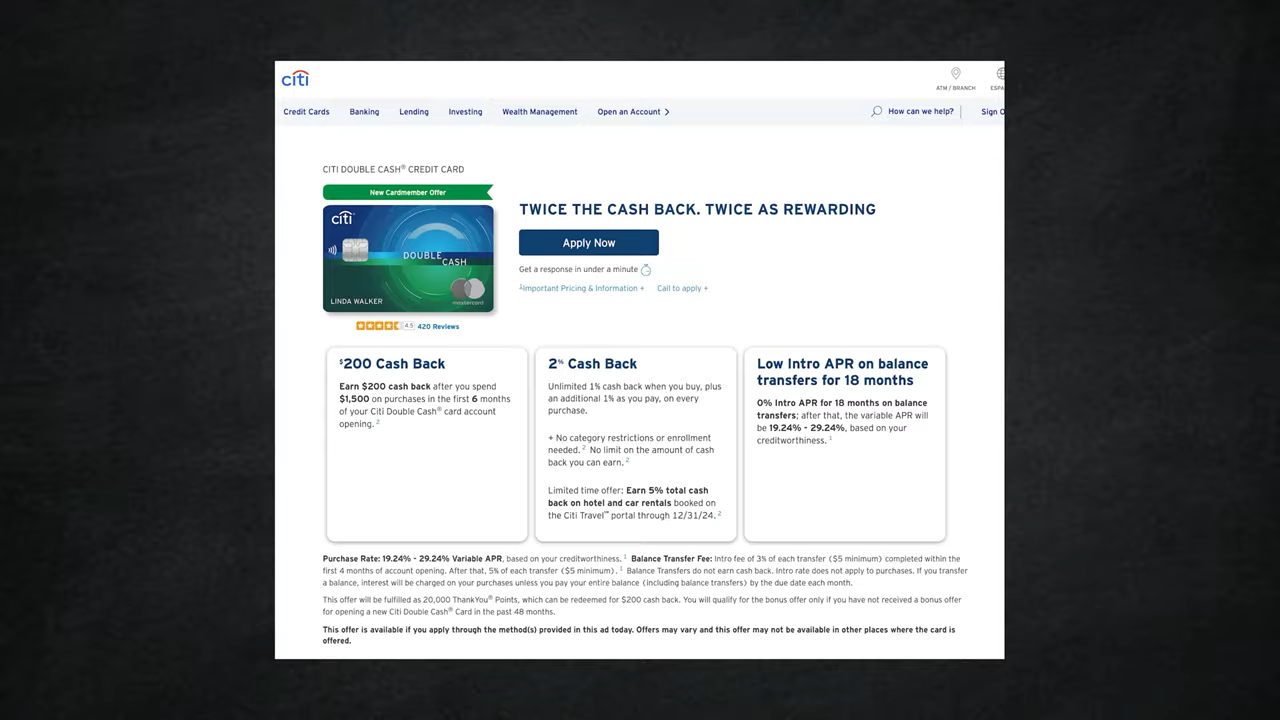 citi
ATM / BRANCH
ESPA
Credit Cards Banking Lending Investing Wealth Management Open an Account How can we help? Sign O
CITI DOUBLE CASH® CREDIT CARD
New Cardmember Offer
citi
DOUBLE
CASH
LINDA WALKER
mastercard
4.5 420 Reviews
TWICE THE CASH BACK. TWICE AS REWARDING
Apply Now
Get a response in under a minute
1Important Pricing & Information + Call to apply +
$200 Cash Back
Earn $200 cash back after you spend
$1,500 on purchases in the first 6 months
of your Citi Double Cash® card account
opening. 2
2% Cash Back
Unlimited 1% cash back when you buy, plus
an additional 1% as you pay, on every
purchase.
+ No category restrictions or enrollment
needed. 2 No limit on the amount of cash
back you can earn. 2
Limited time offer: Earn 5% total cash
back on hotel and car rentals booked on
the Citi Travel℠ portal through 12/31/24. 2
Low Intro APR on balance
transfers for 18 months
0% Intro APR for 18 months on balance
transfers; after that, the variable APR will
be 19.24% - 29.24%, based on your
creditworthiness. 1
Purchase Rate: 19.24% - 29.24% Variable APR, based on your creditworthiness. 1 Balance Transfer Fee: Intro fee of 3% of each transfer ($5 minimum) completed within the
first 4 months of account opening. After that, 5% of each transfer ($5 minimum). 1 Balance Transfers do not earn cash back. Intro rate does not apply to purchases. If you transfer
a balance, interest will be charged on your purchases unless you pay your entire balance (including balance transfers) by the due date each month.
This offer will be fulfilled as 20,000 ThankYou® Points, which can be redeemed for $200 cash back. You will qualify for the bonus offer only if you have not received a bonus offer
for opening a new Citi Double Cash® Card in the past 48 months.
This offer is available if you apply through the method(s) provided in this ad today. Offers may vary and this offer may not be available in other places where the card is
offered.